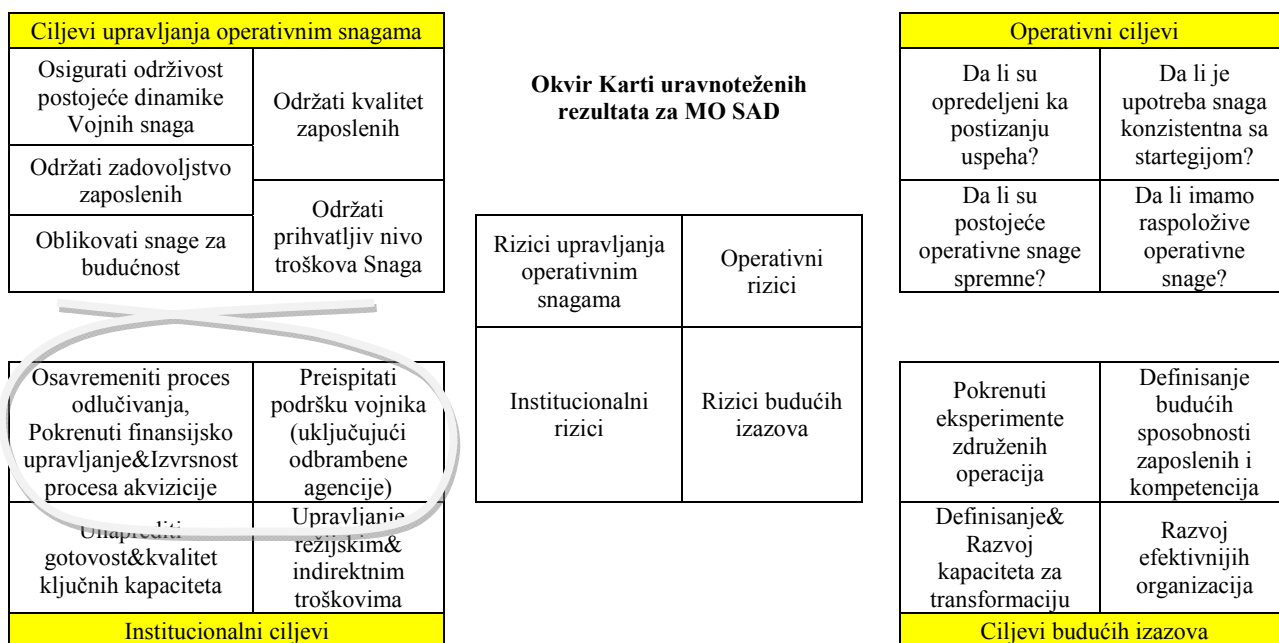 Ciljevi upravljanja operativnim snagama
Osigurati održivost
postojeće dinamike
Vojnih snaga
Održati kvalitet
zaposlenih
Održati zadovoljstvo
zaposlenih
Održati
prihvatljiv nivo
troškova Snaga
Oblikovati snage za
budućnost
Okvir Karti uravnoteženih
rezultata za MO SAD
Operativni ciljevi
Da li su
opredeljeni ka
postizanju
uspeha?
Da li je
upotreba snaga
konzistentna sa
startegijom?
Da li su
postojeće
operativne snage
spremne?
Da li imamo
raspoložive
operativne
snage?
Rizici upravljanja
operativnim
snagama
Operativni
rizici
Institucionalni
rizici
Rizici budućih
izazova
Osavremeniti proces
odlučivanja,
Pokrenuti finansijsko
upravljanje&Izvrsnost
procesa akvizicije
Preispitati
podršku vojnika
(uključujući
odbrambene
agencije)
Unaprediti
gotovost&kvalitet
ključnih kapaciteta
Upravljanje
režijskim&
indirektnim
troškovima
Institucionalni ciljevi
Pokrenuti
eksperimente
združenih
operacija
Definisanje
budućih
sposobnosti
zaposlenih i
kompetencija
Definisanje&
Razvoj
kapaciteta za
transformaciju
Razvoj
efektivnijih
organizacija
Ciljevi budućih izazova